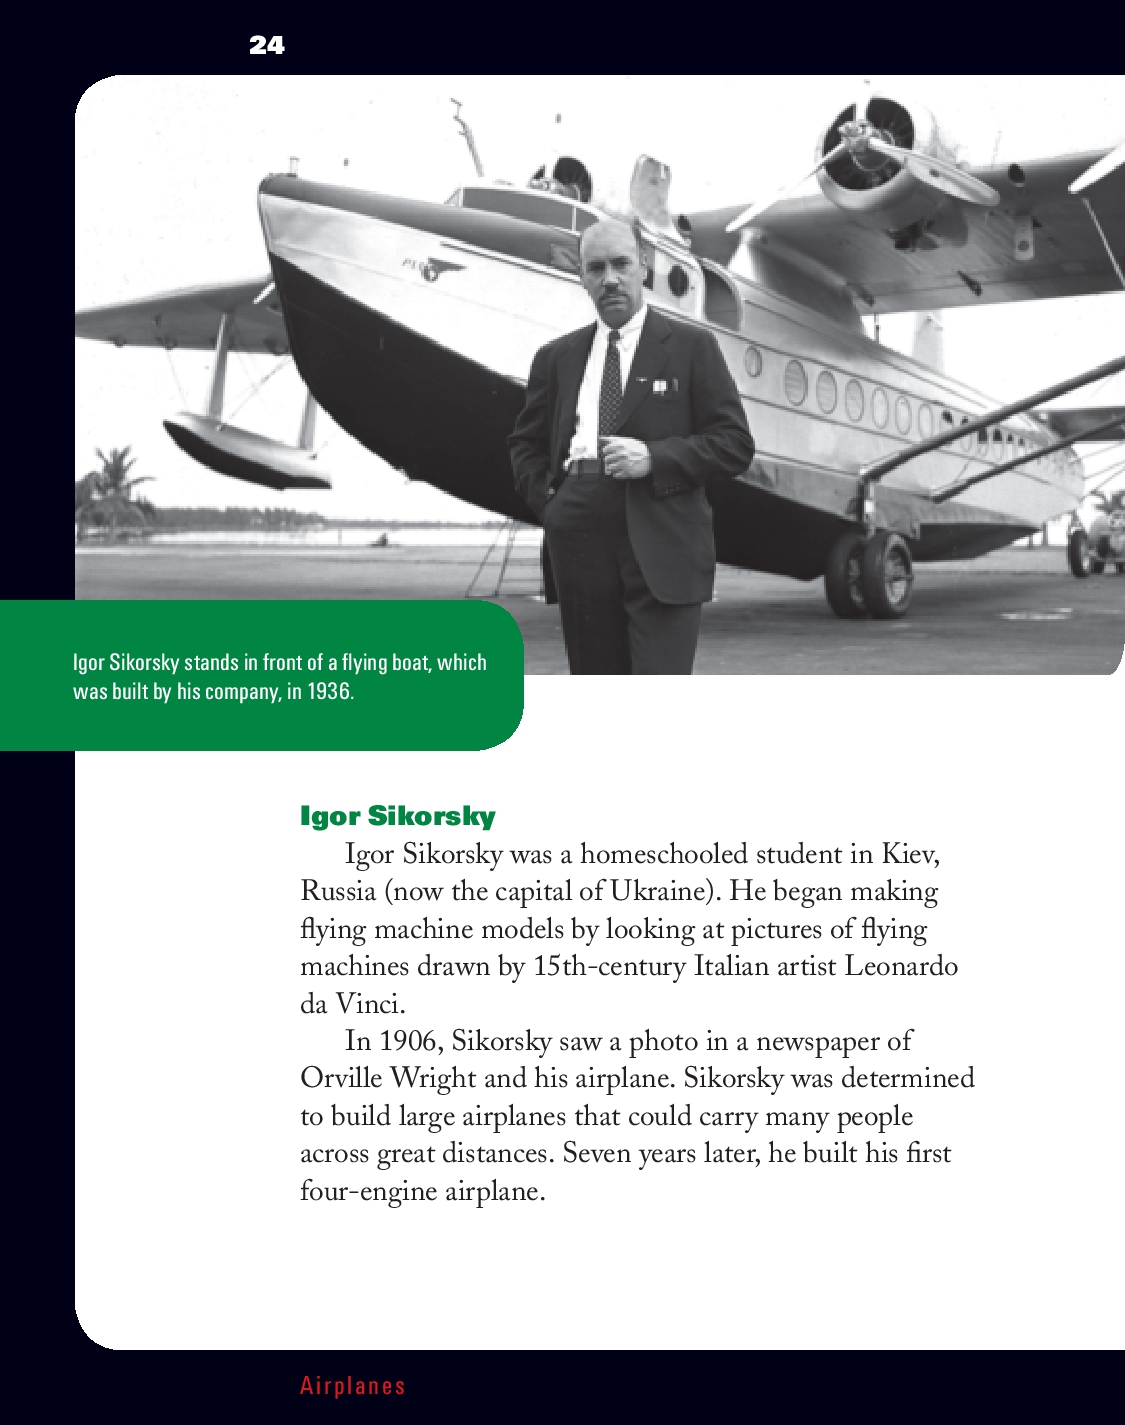 24
Igor Sikorsky stands in front of a flying boat, which
was built by his company, in 1936.
Igor Sikorsky
Igor Sikorsky was a homeschooled student in Kiev,
Russia (now the capital of Ukraine). He began making
flying machine models by looking at pictures of flying
machines drawn by 15th-century Italian artist Leonardo
da Vinci.
In 1906, Sikorsky saw a photo in a newspaper of
Orville Wright and his airplane. Sikorsky was determined
to build large airplanes that could carry many people
across great distances. Seven years later, he built his first
four-engine airplane.
Airplanes